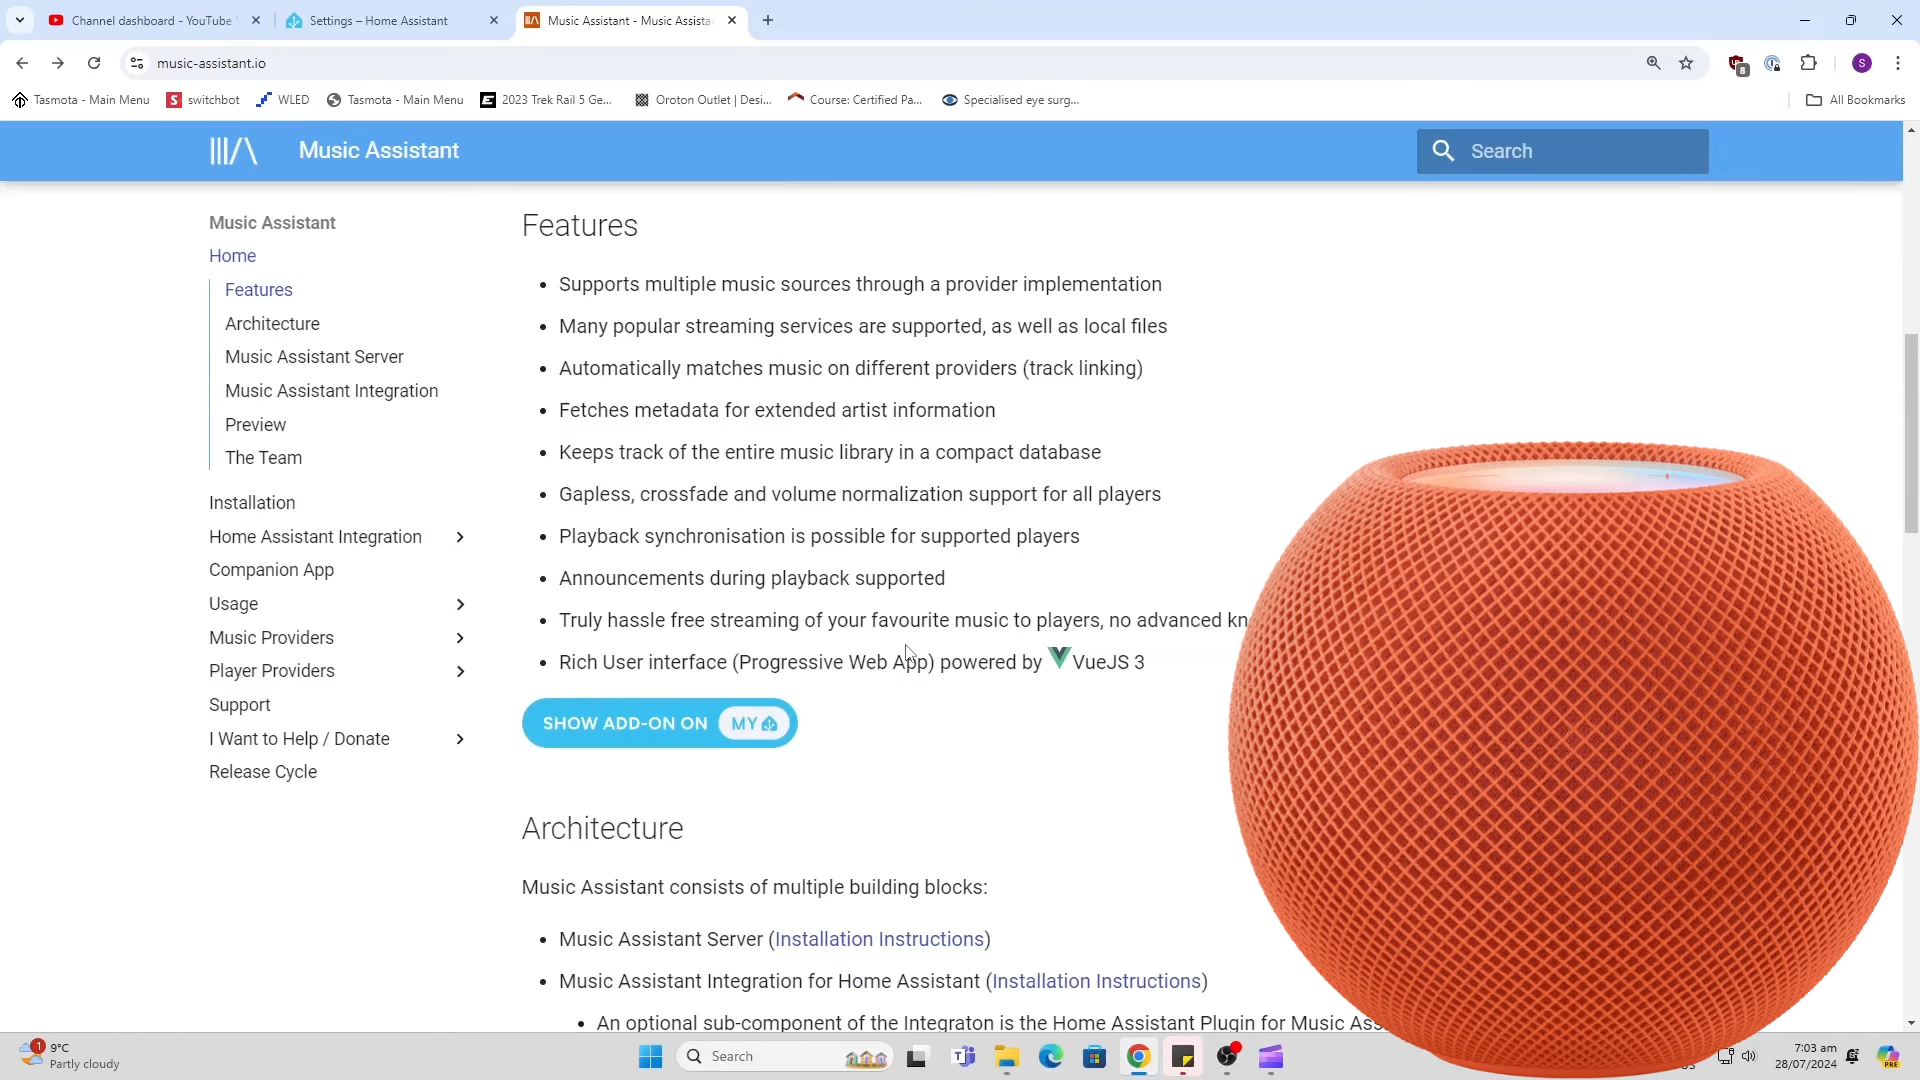 Channel dashboard - YouTube
Settings – Home Assistant
Music Assistant - Music Assista
music-assistant.io
8
S
Tasmota - Main Menu
switchbot
WLED
Tasmota - Main Menu
2023 Trek Rail 5 Ge...
Oroton Outlet | Desi...
Course: Certified Pa...
Specialised eye surg...
All Bookmarks
Music Assistant
Search
Music Assistant
Home
Features
Architecture
Music Assistant Server
Music Assistant Integration
Preview
The Team
Installation
Home Assistant Integration
Companion App
Usage
Music Providers
Player Providers
Support
I Want to Help / Donate
Release Cycle
Features
Supports multiple music sources through a provider implementation
Many popular streaming services are supported, as well as local files
Automatically matches music on different providers (track linking)
Fetches metadata for extended artist information
Keeps track of the entire music library in a compact database
Gapless, crossfade and volume normalization support for all players
Playback synchronisation is possible for supported players
Announcements during playback supported
Truly hassle free streaming of your favourite music to players, no advanced kn
Rich User interface (Progressive Web App) powered by VueJS 3
SHOW ADD-ON ON MY
Architecture
Music Assistant consists of multiple building blocks:
Music Assistant Server (Installation Instructions)
Music Assistant Integration for Home Assistant (Installation Instructions)
An optional sub-component of the Integraton is the Home Assistant Plugin for Music Ass
1
9°C
Partly cloudy
Search
7:03 am
28/07/2024
PRE